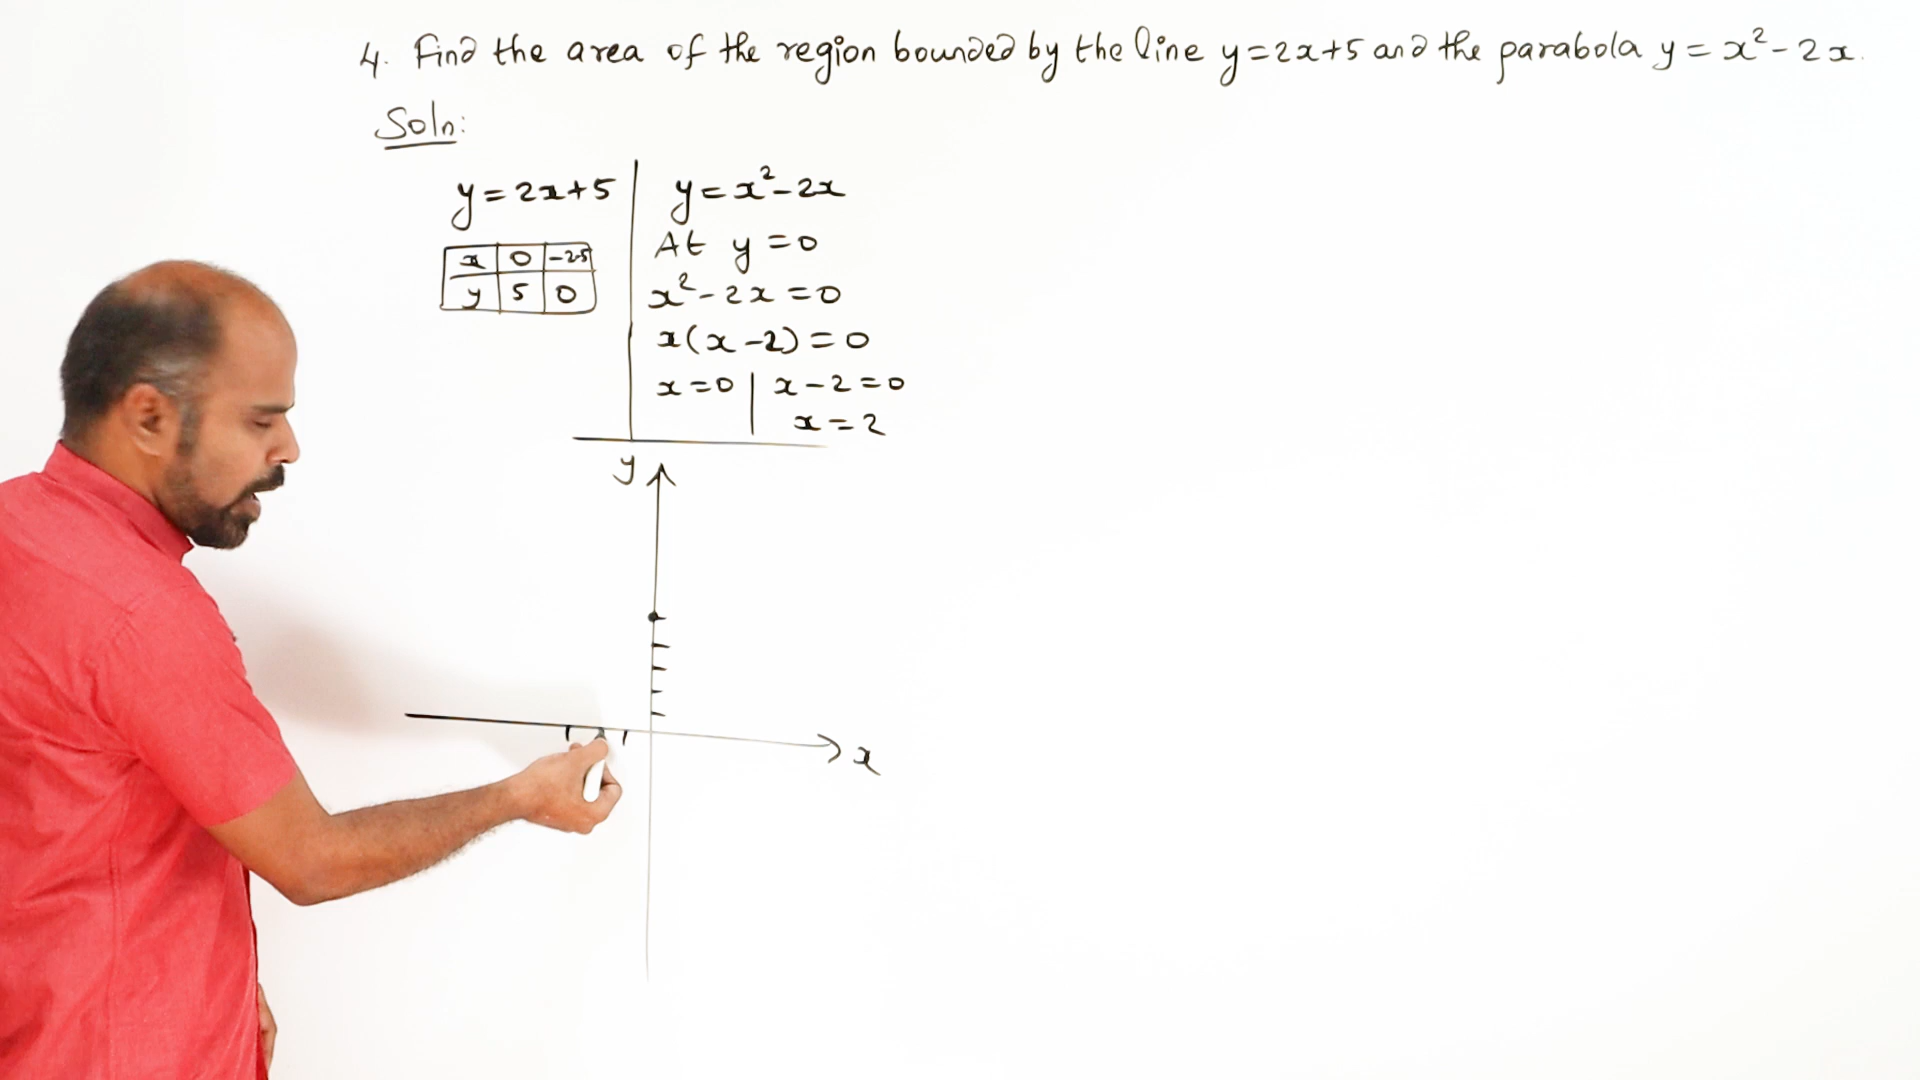 4. Find the area of the region bounded by the line y=2x+5 and the parabola y = x²-2x.
Soln:
y=2x+5
x 0 -2.5
y 5 0
y=x²-2x
At y=0
x²-2x=0
x(x-2)=0
x=0 | x-2=0
x=2
y
x